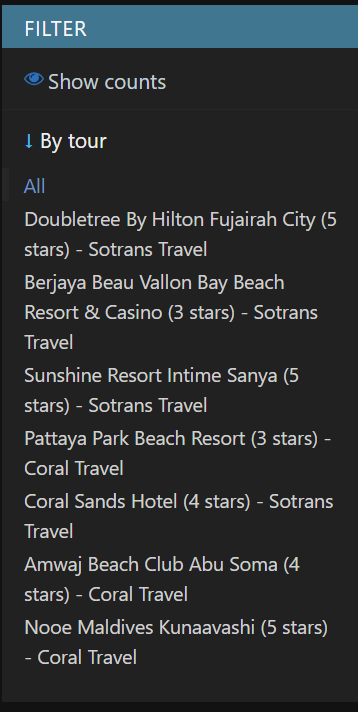 FILTER
Show counts
↓ By tour
All
Doubletree By Hilton Fujairah City (5
stars) - Sotrans Travel
Berjaya Beau Vallon Bay Beach
Resort & Casino (3 stars) - Sotrans
Travel
Sunshine Resort Intime Sanya (5
stars) - Sotrans Travel
Pattaya Park Beach Resort (3 stars) -
Coral Travel
Coral Sands Hotel (4 stars) - Sotrans
Travel
Amwaj Beach Club Abu Soma (4
stars) - Coral Travel
Nooe Maldives Kunaavashi (5 stars)
- Coral Travel